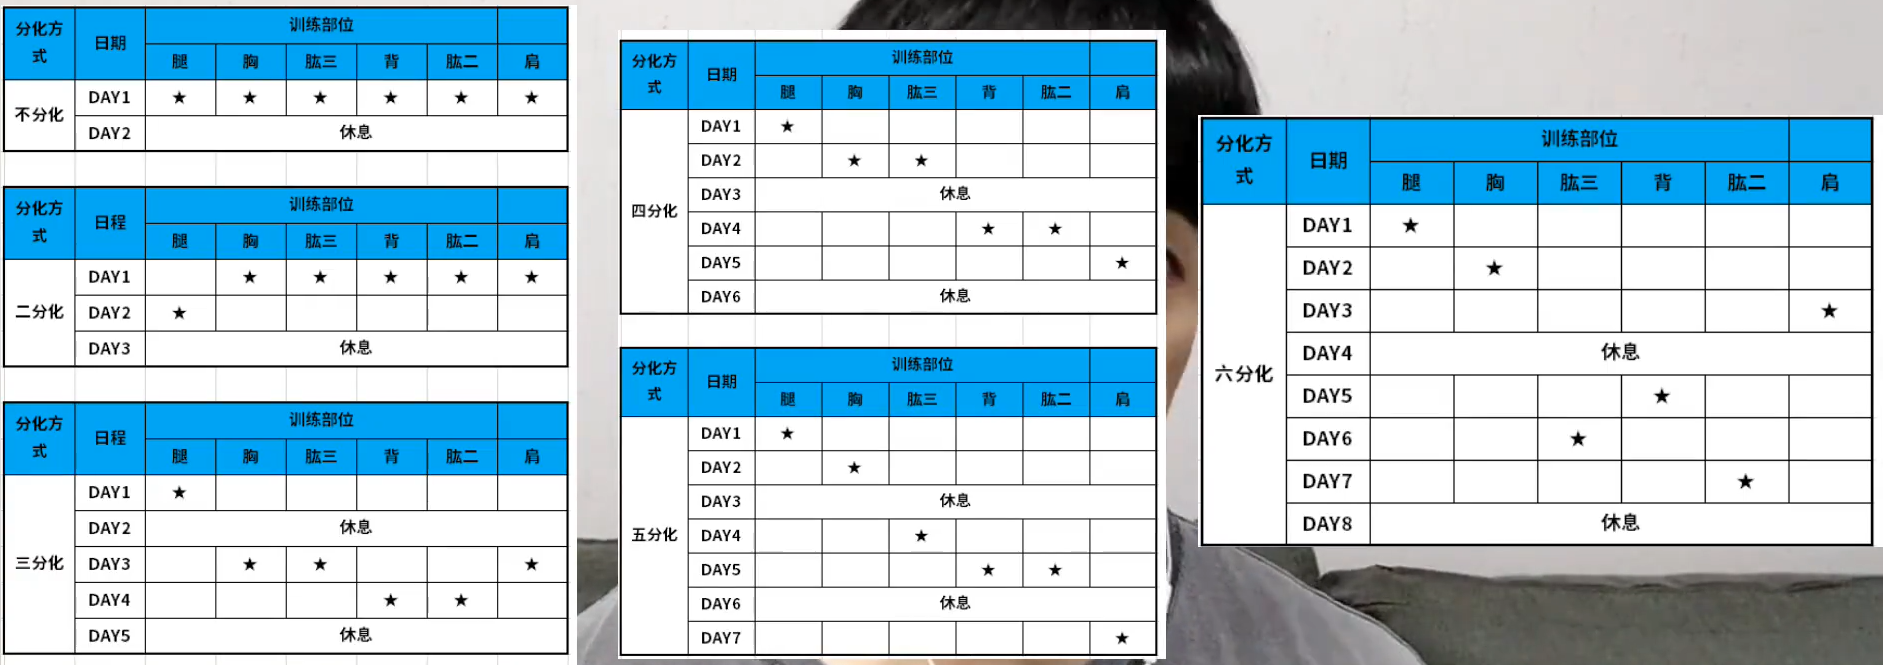 分化方式 日期 训练部位
腿 胸 肱三 背 肱二 肩
不分化 DAY1 ★ ★ ★ ★ ★ ★
DAY2 休息
分化方式 日程 训练部位
腿 胸 肱三 背 肱二 肩
二分化 DAY1 ★ ★ ★ ★ ★
DAY2 ★
DAY3 休息
分化方式 日程 训练部位
腿 胸 肱三 背 肱二 肩
三分化 DAY1 ★
DAY2 休息
DAY3 ★ ★ ★
DAY4 ★ ★
DAY5 休息
分化方式 日期 训练部位
腿 胸 肱三 背 肱二 肩
四分化 DAY1 ★
DAY2 ★ ★
DAY3 休息
DAY4 ★ ★
DAY5 ★
DAY6 休息
分化方式 日期 训练部位
腿 胸 肱三 背 肱二 肩
五分化 DAY1 ★
DAY2 ★
DAY3 休息
DAY4 ★
DAY5 ★ ★
DAY6 休息
DAY7 ★
分化方式 日期 训练部位
腿 胸 肱三 背 肱二 肩
六分化 DAY1 ★
DAY2 ★
DAY3 ★
DAY4 休息
DAY5 ★
DAY6 ★
DAY7 ★
DAY8 休息